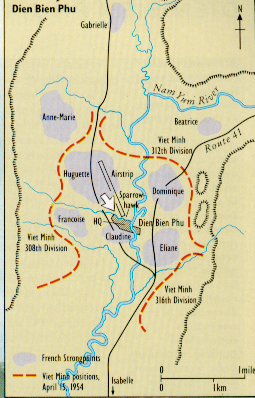 Dien Bien Phu
Gabrielle
N
Nam Yum River
Anne-Marie
Beatrice
Route 41
Viet Minh
312th Division
Huguette
Airstrip
Dominique
Sparrow
hawk
Francoise
HQ
Dien Bien Phu
Claudine
Viet Minh
308th Division
Eliane
Viet Minh
316th Division
French Strongpoints
Viet Minh positions,
April 15, 1954
Isabelle
0 1mile
0 1km